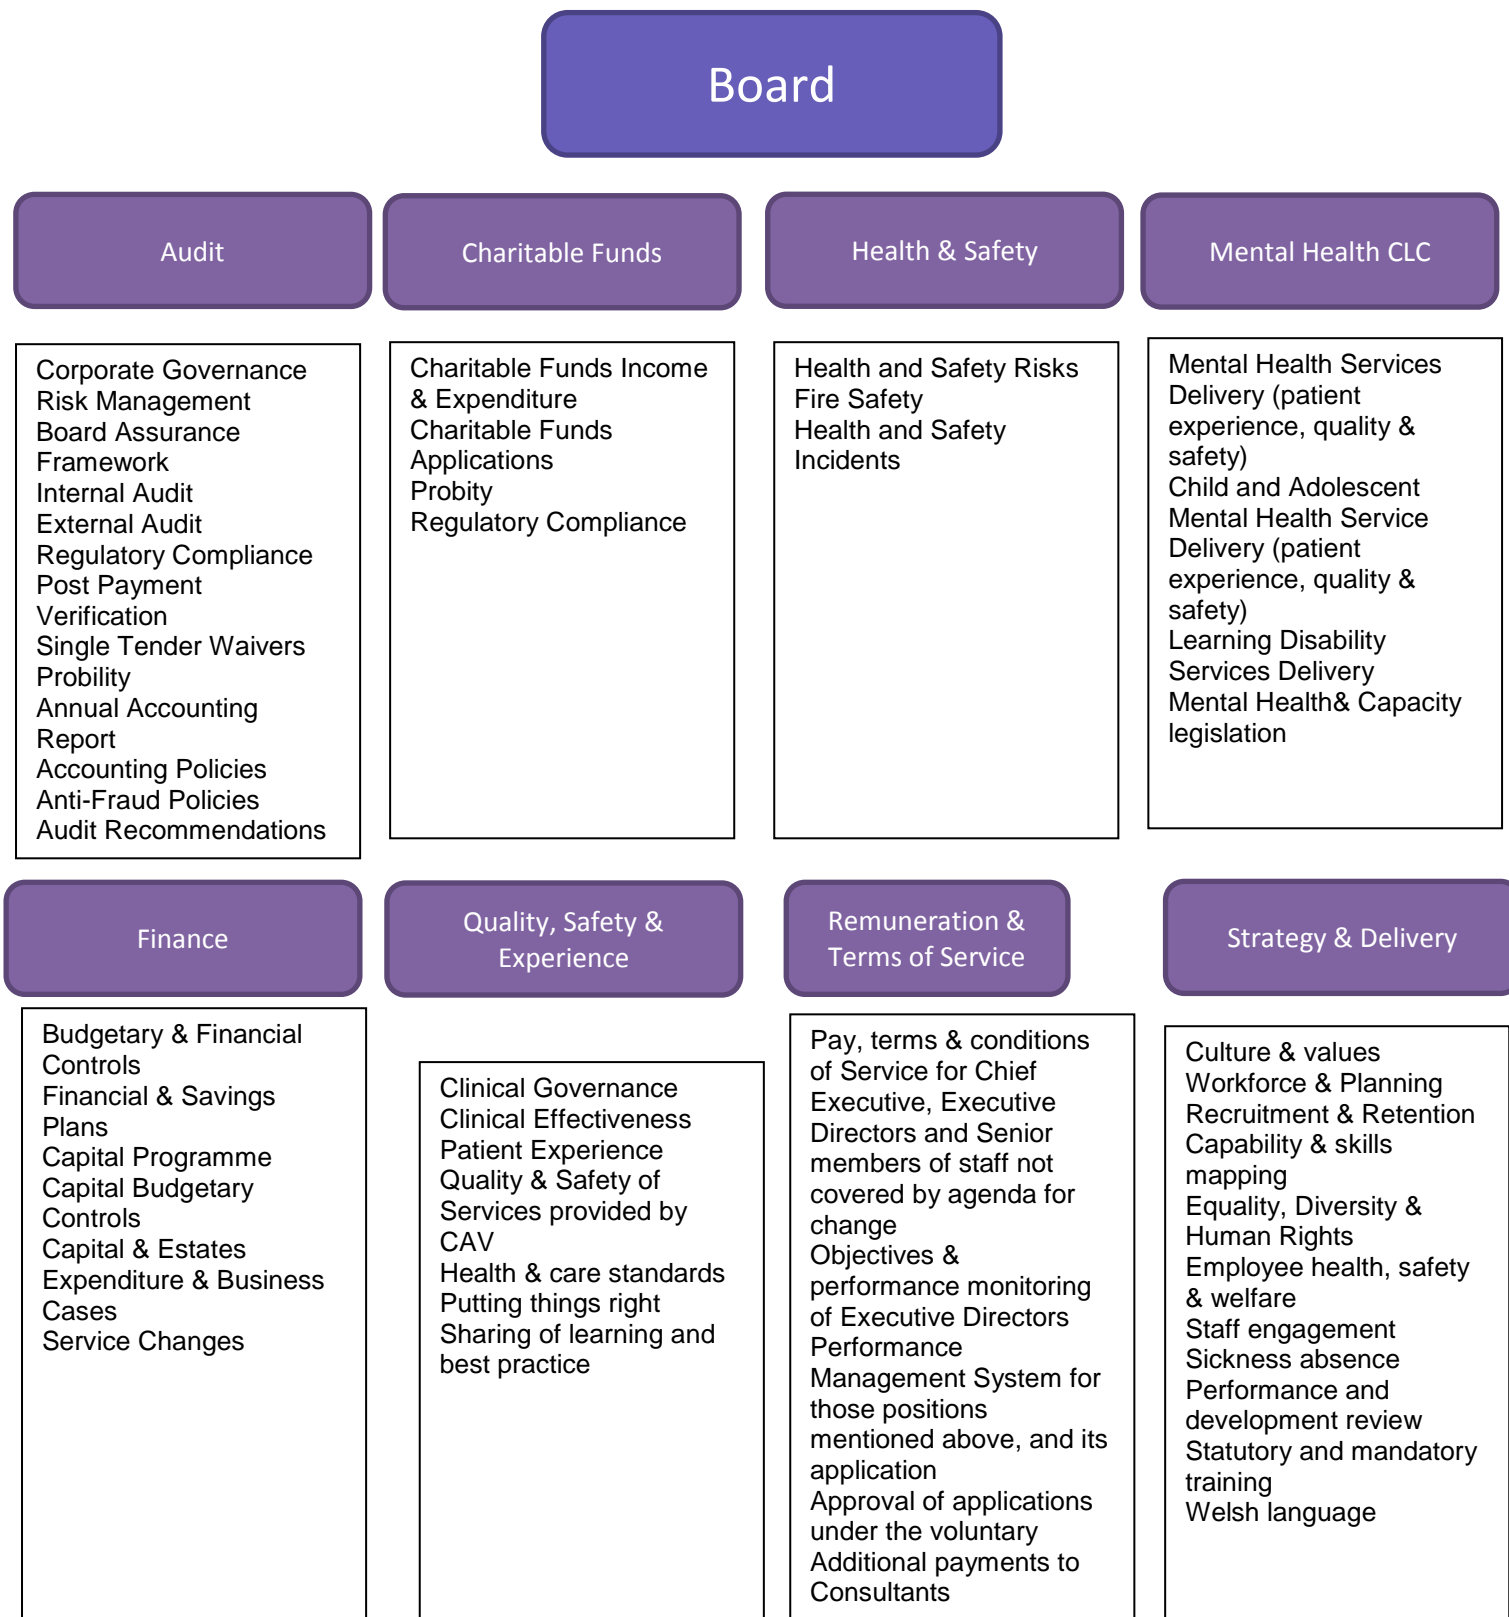 Board
Audit
Charitable Funds
Health & Safety
Mental Health CLC
Corporate Governance
Risk Management
Board Assurance
Framework
Internal Audit
External Audit
Regulatory Compliance
Post Payment
Verification
Single Tender Waivers
Probility
Annual Accounting
Report
Accounting Policies
Anti-Fraud Policies
Audit Recommendations
Charitable Funds Income
& Expenditure
Charitable Funds
Applications
Probity
Regulatory Compliance
Health and Safety Risks
Fire Safety
Health and Safety
Incidents
Mental Health Services
Delivery (patient
experience, quality &
safety)
Child and Adolescent
Mental Health Service
Delivery (patient
experience, quality &
safety)
Learning Disability
Services Delivery
Mental Health& Capacity
legislation
Finance
Quality, Safety &
Experience
Remuneration &
Terms of Service
Strategy & Delivery
Budgetary & Financial
Controls
Financial & Savings
Plans
Capital Programme
Capital Budgetary
Controls
Capital & Estates
Expenditure & Business
Cases
Service Changes
Clinical Governance
Clinical Effectiveness
Patient Experience
Quality & Safety of
Services provided by
CAV
Health & care standards
Putting things right
Sharing of learning and
best practice
Pay, terms & conditions
of Service for Chief
Executive, Executive
Directors and Senior
members of staff not
covered by agenda for
change
Objectives &
performance monitoring
of Executive Directors
Performance
Management System for
those positions
mentioned above, and its
application
Approval of applications
under the voluntary
Additional payments to
Consultants
Culture & values
Workforce & Planning
Recruitment & Retention
Capability & skills
mapping
Equality, Diversity &
Human Rights
Employee health, safety
& welfare
Staff engagement
Sickness absence
Performance and
development review
Statutory and mandatory
training
Welsh language